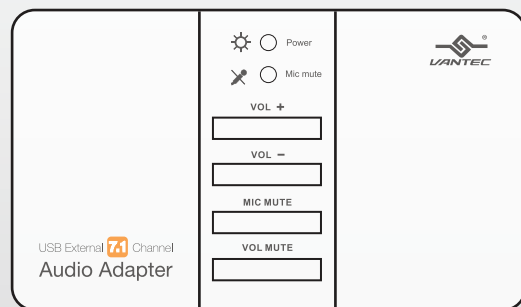 Power
Mic mute
VANTEC®
VOL +
VOL −
MIC MUTE
VOL MUTE
USB External 7.1 Channel
Audio Adapter